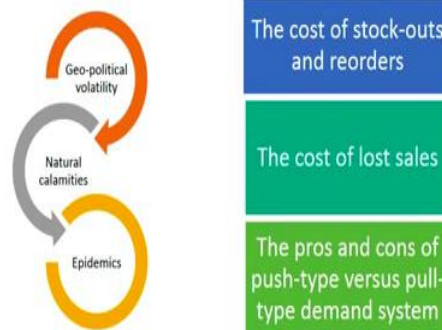 Geo-political
volatility
Natural
calamities
Epidemics
The cost of stock-outs
and reorders
The cost of lost sales
The pros and cons of
push-type versus pull-
type demand system